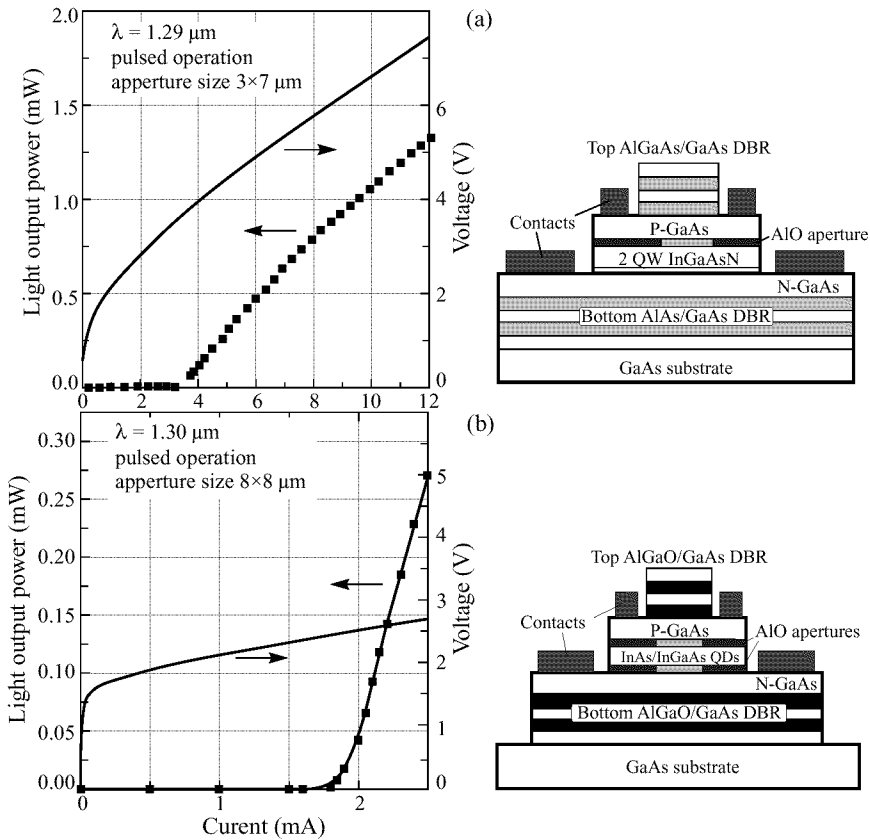 (a)
λ = 1.29 μm
pulsed operation
apperture size 3×7 μm
Light output power (mW)
2.0
1.5
1.0
0.5
0.0
Voltage (V)
6
4
2
0
0 2 4 6 8 10 12
Top AlGaAs/GaAs DBR
Contacts
P-GaAs
AlO aperture
2 QW InGaAsN
N-GaAs
Bottom AlAs/GaAs DBR
GaAs substrate
(b)
λ = 1.30 μm
pulsed operation
apperture size 8×8 μm
Light output power (mW)
0.30
0.25
0.20
0.15
0.10
0.05
0.00
Voltage (V)
5
4
3
2
1
0
0 1 2
Curent (mA)
Top AlGaO/GaAs DBR
Contacts
P-GaAs
AlO apertures
InAs/InGaAs QDs
N-GaAs
Bottom AlGaO/GaAs DBR
GaAs substrate